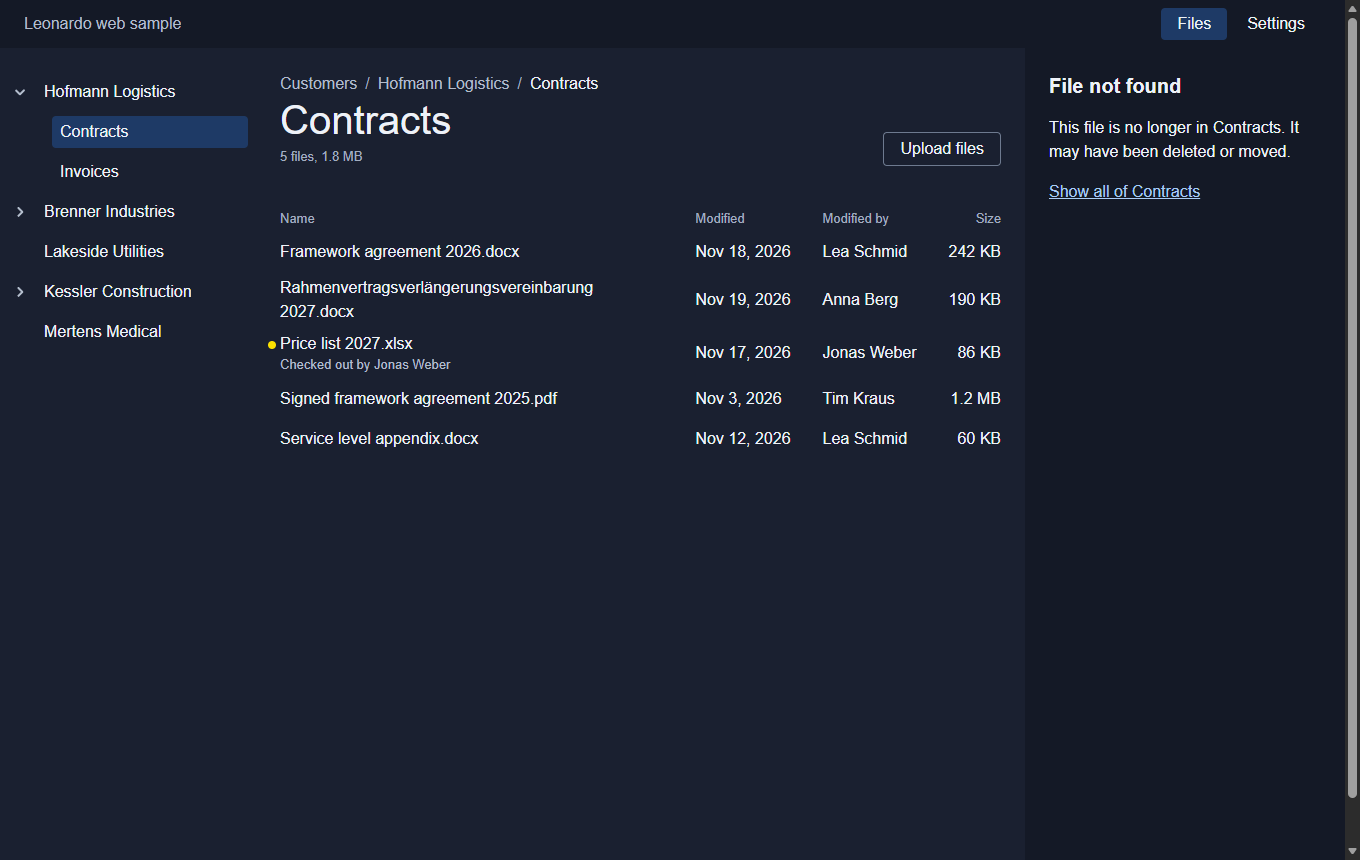 Leonardo web sample
Files
Settings
Hofmann Logistics
Contracts
Invoices
Brenner Industries
Lakeside Utilities
Kessler Construction
Mertens Medical
Customers / Hofmann Logistics / Contracts
Contracts
5 files, 1.8 MB
Upload files
Name Modified Modified by Size
Framework agreement 2026.docx Nov 18, 2026 Lea Schmid 242 KB
Rahmenvertragsverlängerungsvereinbarung
2027.docx Nov 19, 2026 Anna Berg 190 KB
Price list 2027.xlsx Nov 17, 2026 Jonas Weber 86 KB
Checked out by Jonas Weber
Signed framework agreement 2025.pdf Nov 3, 2026 Tim Kraus 1.2 MB
Service level appendix.docx Nov 12, 2026 Lea Schmid 60 KB
File not found
This file is no longer in Contracts. It
may have been deleted or moved.
Show all of Contracts